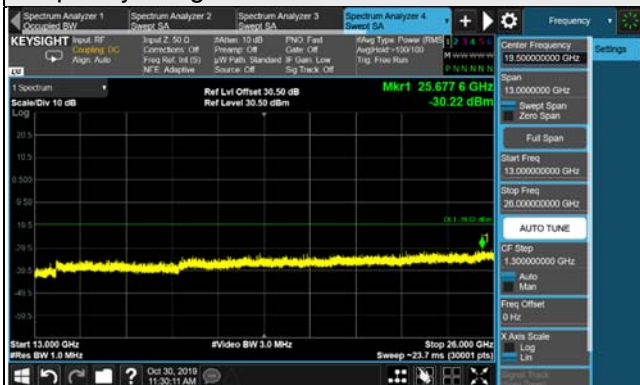 Spectrum Analyzer 1
Occupied BW
Spectrum Analyzer 2
Swept SA
Spectrum Analyzer 3
Swept SA
Spectrum Analyzer 4
Swept SA
Frequency
KEYSIGHT
Input: RF
Coupling: DC
Align: Auto
Input Z: 50 Ω
Corrections: Off
Freq Ref: Int (S)
NFE: Adaptive
#Atten: 10 dB
Preamp: Off
µW Path: Standard
Source: Off
PNO: Fast
Gate: Off
IF Gain: Low
Sig Track: Off
#Avg Type: Power (RMS)
Avg|Hold:>100/100
Trig: Free Run
1 2 3 4 5 6
M W W W W W
P N N N N N
LVI
1 Spectrum
Scale/Div 10 dB
Log
Ref Lvl Offset 30.50 dB
Ref Level 30.50 dBm
Mkr1 25.677 6 GHz
-30.22 dBm
20.5
10.5
0.500
-9.50
-19.5
-29.5
-39.5
-49.5
-59.5
1
Start 13.000 GHz
#Res BW 1.0 MHz
#Video BW 3.0 MHz
Stop 26.000 GHz
Sweep ~23.7 ms (30001 pts)
Oct 30, 2019
11:30:11 AM
Center Frequency
19.500000000 GHz
Settings
Span
13.0000000 GHz
Swept Span
Zero Span
Full Span
Start Freq
13.000000000 GHz
Stop Freq
26.000000000 GHz
AUTO TUNE
CF Step
1.300000000 GHz
Auto
Man
Freq Offset
0 Hz
X Axis Scale
Log
Lin
Signal Track